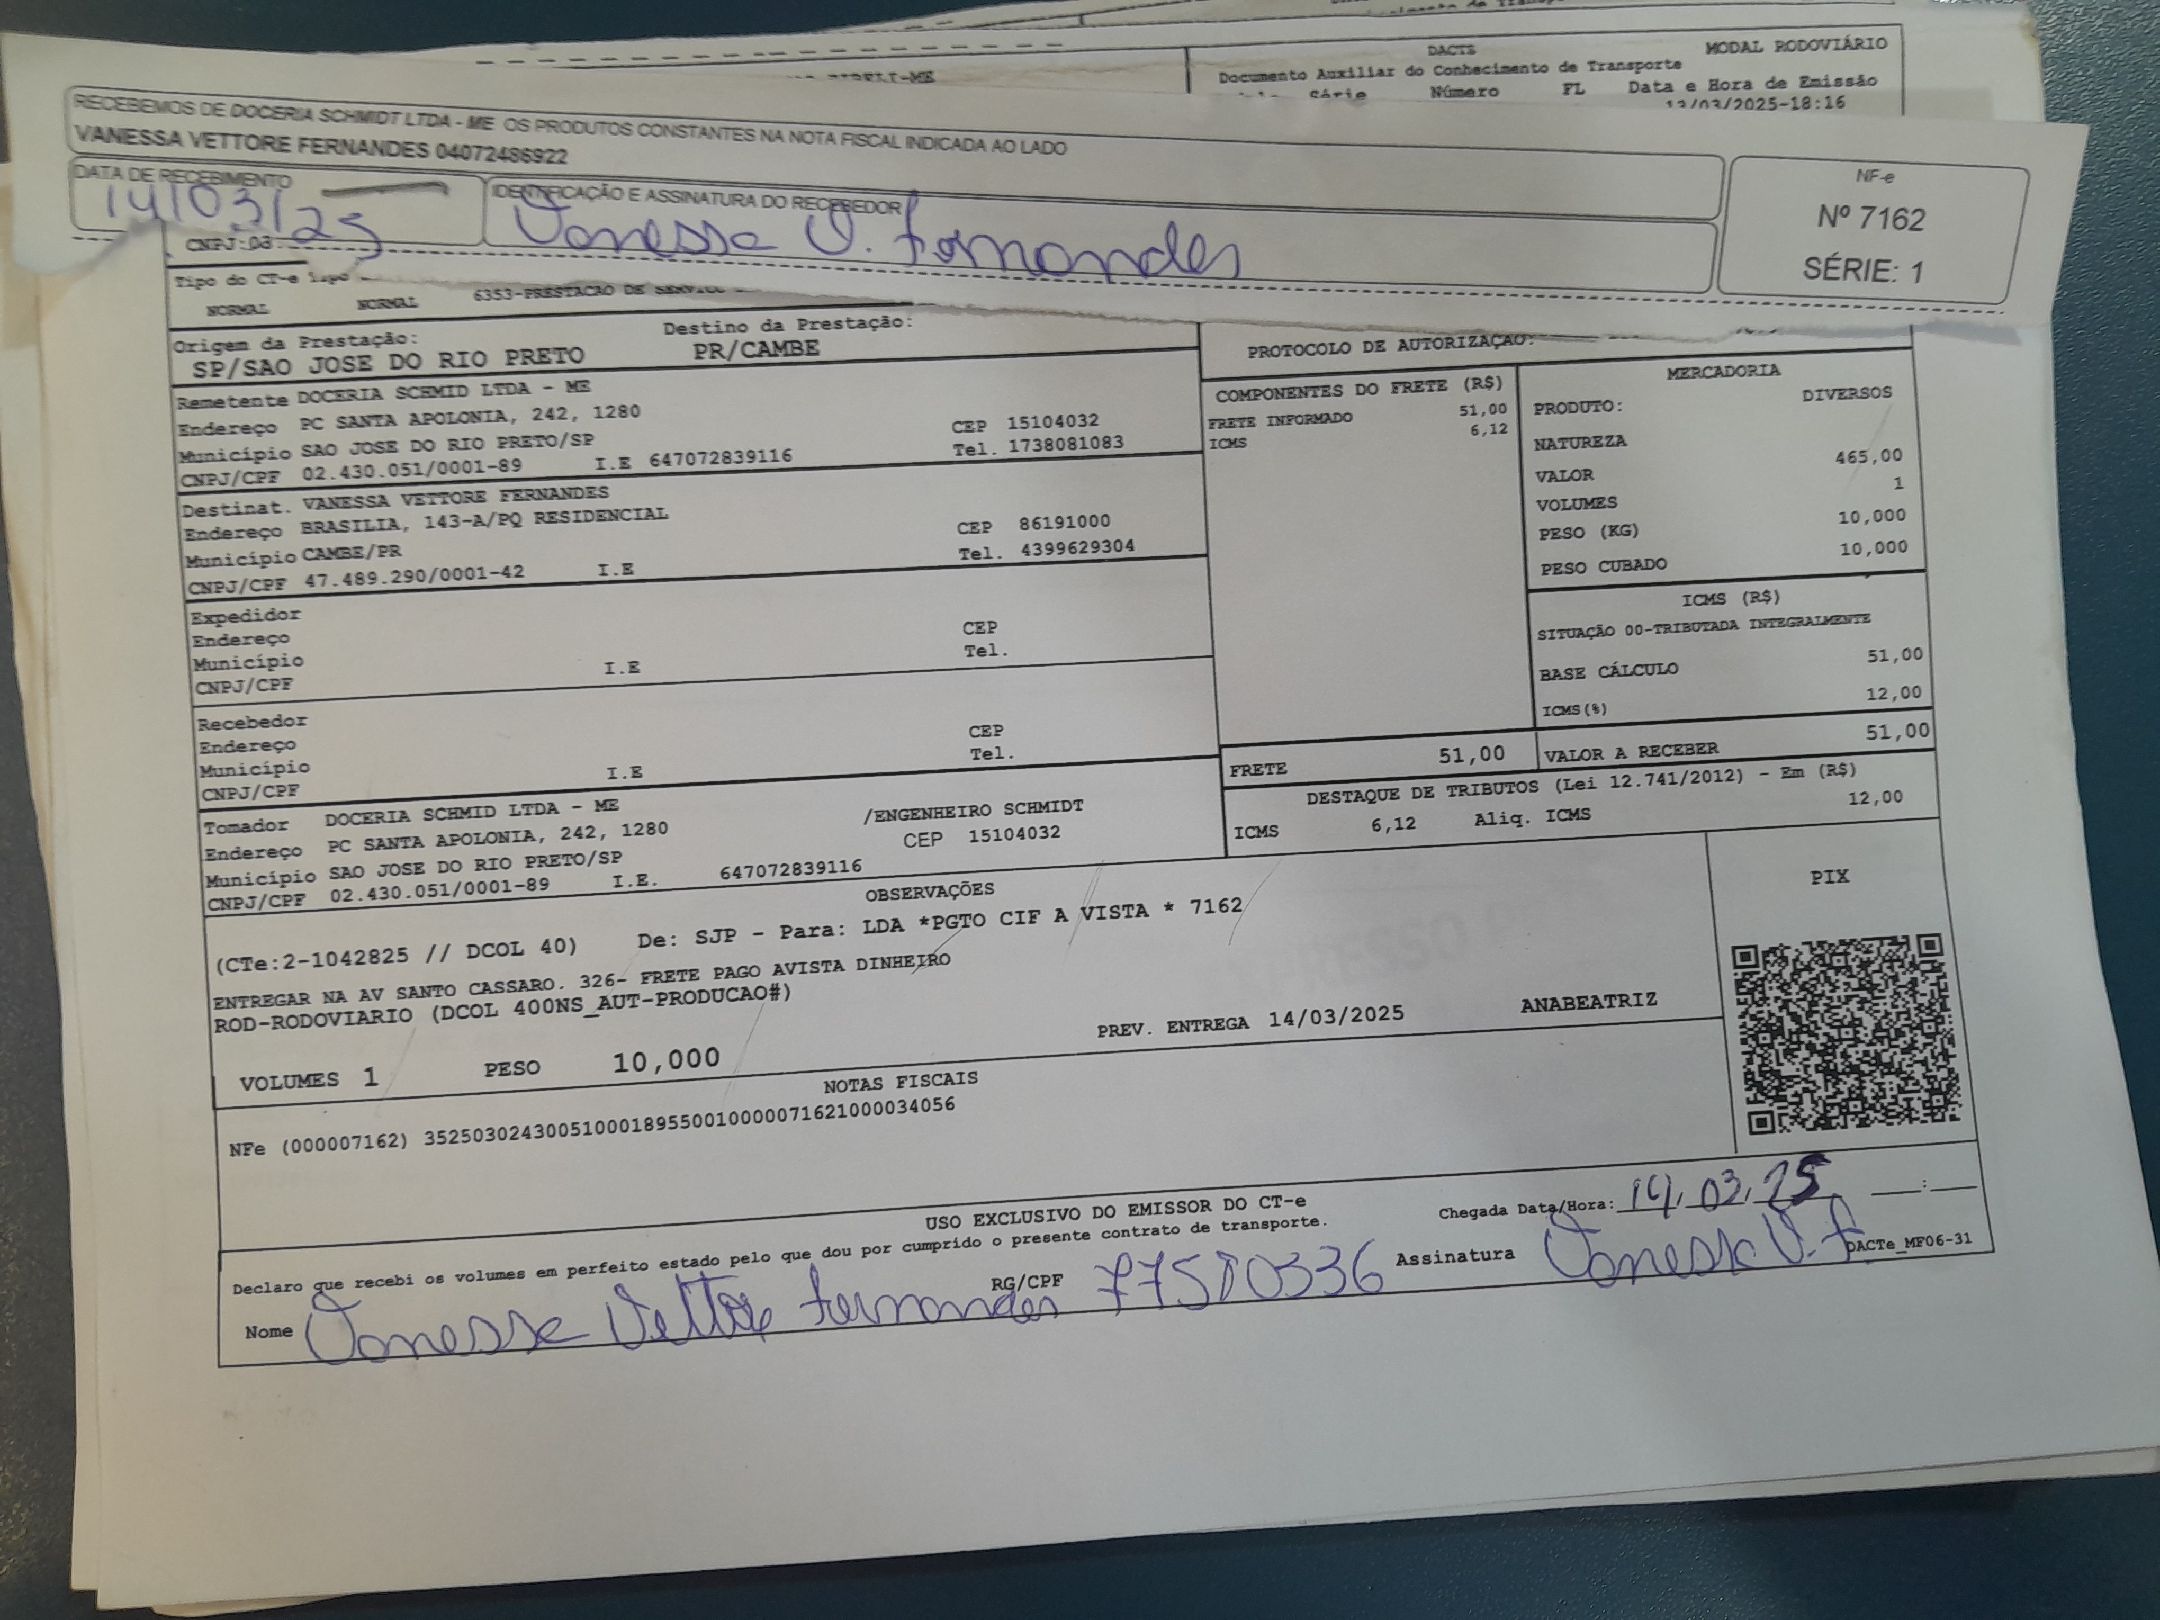 DACTE
MODAL RODOVIÁRIO
Documento Auxiliar do Conhecimento de Transporte
Série Número FL Data e Hora de Emissão
13/03/2025-18:16
RECEBEMOS DE DOCERIA SCHMIDT LTDA - ME OS PRODUTOS CONSTANTES NA NOTA FISCAL INDICADA AO LADO
VANESSA VETTORE FERNANDES 04072486922
DATA DE RECEBIMENTO
14/03/25
IDENTIFICAÇÃO E ASSINATURA DO RECEBEDOR
Vanessa V. Fernandes
NF-e
Nº 7162
SÉRIE: 1
CNPJ:03
Tipo do CT-e
NORMAL NORMAL 6353-PRESTACAO DE
Origem da Prestação: Destino da Prestação:
SP/SAO JOSE DO RIO PRETO PR/CAMBE
Remetente DOCERIA SCHMID LTDA - ME
Endereço PC SANTA APOLONIA, 242, 1280 CEP 15104032
Município SAO JOSE DO RIO PRETO/SP Tel. 1738081083
CNPJ/CPF 02.430.051/0001-89 I.E 647072839116
Destinat. VANESSA VETTORE FERNANDES
Endereço BRASILIA, 143-A/PQ RESIDENCIAL CEP 86191000
Município CAMBE/PR Tel. 4399629304
CNPJ/CPF 47.489.290/0001-42 I.E
Expedidor
Endereço CEP
Município Tel.
CNPJ/CPF I.E
Recebedor
Endereço CEP
Município Tel.
CNPJ/CPF I.E
Tomador DOCERIA SCHMID LTDA - ME /ENGENHEIRO SCHMIDT
Endereço PC SANTA APOLONIA, 242, 1280 CEP 15104032
Município SAO JOSE DO RIO PRETO/SP
CNPJ/CPF 02.430.051/0001-89 I.E. 647072839116
PROTOCOLO DE AUTORIZAÇAO:
COMPONENTES DO FRETE (R$)
FRETE INFORMADO 51,00
ICMS 6,12
MERCADORIA
PRODUTO: DIVERSOS
NATUREZA
VALOR 465,00
VOLUMES 1
PESO (KG) 10,000
PESO CUBADO 10,000
ICMS (R$)
SITUAÇÃO 00-TRIBUTADA INTEGRALMENTE
BASE CÁLCULO 51,00
ICMS(%) 12,00
FRETE 51,00 VALOR A RECEBER 51,00
DESTAQUE DE TRIBUTOS (Lei 12.741/2012) - Em (R$)
ICMS 6,12 Aliq. ICMS 12,00
OBSERVAÇÕES
(CTe:2-1042825 // DCOL 40) De: SJP - Para: LDA *PGTO CIF A VISTA * 7162
ENTREGAR NA AV SANTO CASSARO. 326- FRETE PAGO AVISTA DINHEIRO
ROD-RODOVIARIO (DCOL 400NS_AUT-PRODUCAO#)
PREV. ENTREGA 14/03/2025 ANABEATRIZ
VOLUMES 1 PESO 10,000
PIX
NOTAS FISCAIS
NFe (000007162) 35250302430051000189550010000071621000034056
USO EXCLUSIVO DO EMISSOR DO CT-e
Declaro que recebi os volumes em perfeito estado pelo que dou por cumprido o presente contrato de transporte.
Chegada Data/Hora: 14/03/25 :
Nome Vanessa Vettore Fernandes RG/CPF 77580336 Assinatura Vanessa V. F.
DACTe_MF06-31